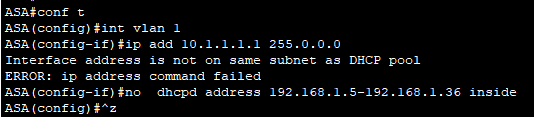 ASA#conf t
ASA(config)#int vlan 1
ASA(config-if)#ip add 10.1.1.1 255.0.0.0
Interface address is not on same subnet as DHCP pool
ERROR: ip address command failed
ASA(config-if)#no  dhcpd address 192.168.1.5-192.168.1.36 inside
ASA(config)#^z